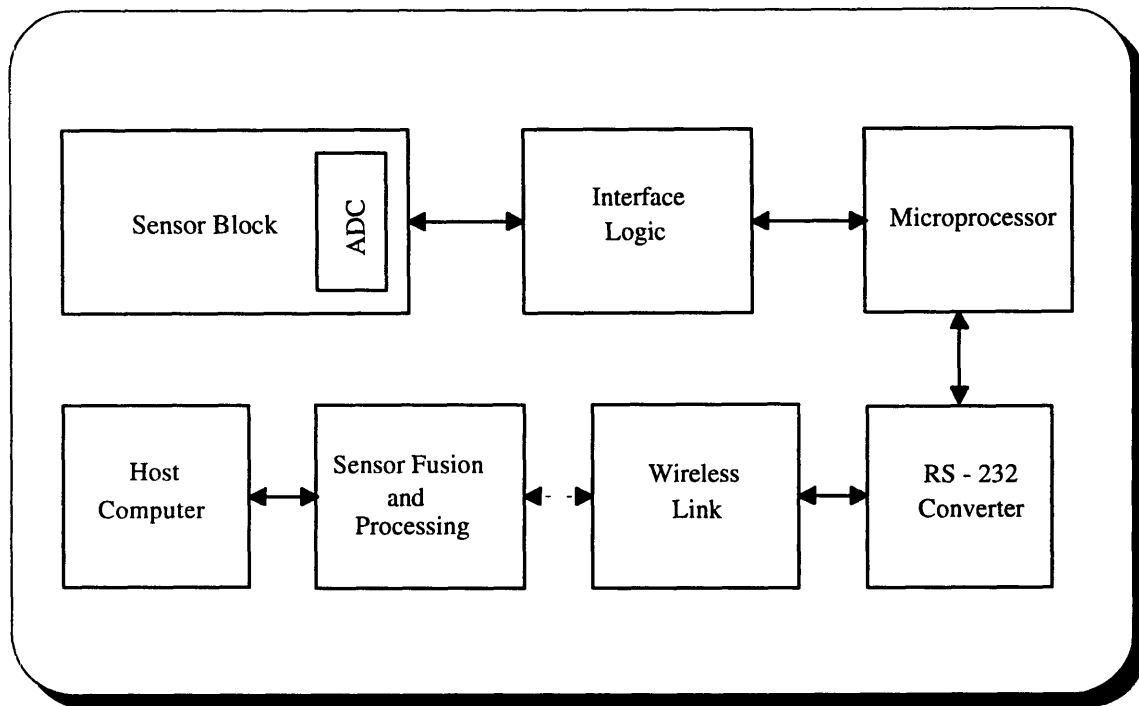 Sensor Block
ADC
Interface
Logic
Microprocessor
Host
Computer
Sensor Fusion
and
Processing
Wireless
Link
RS - 232
Converter